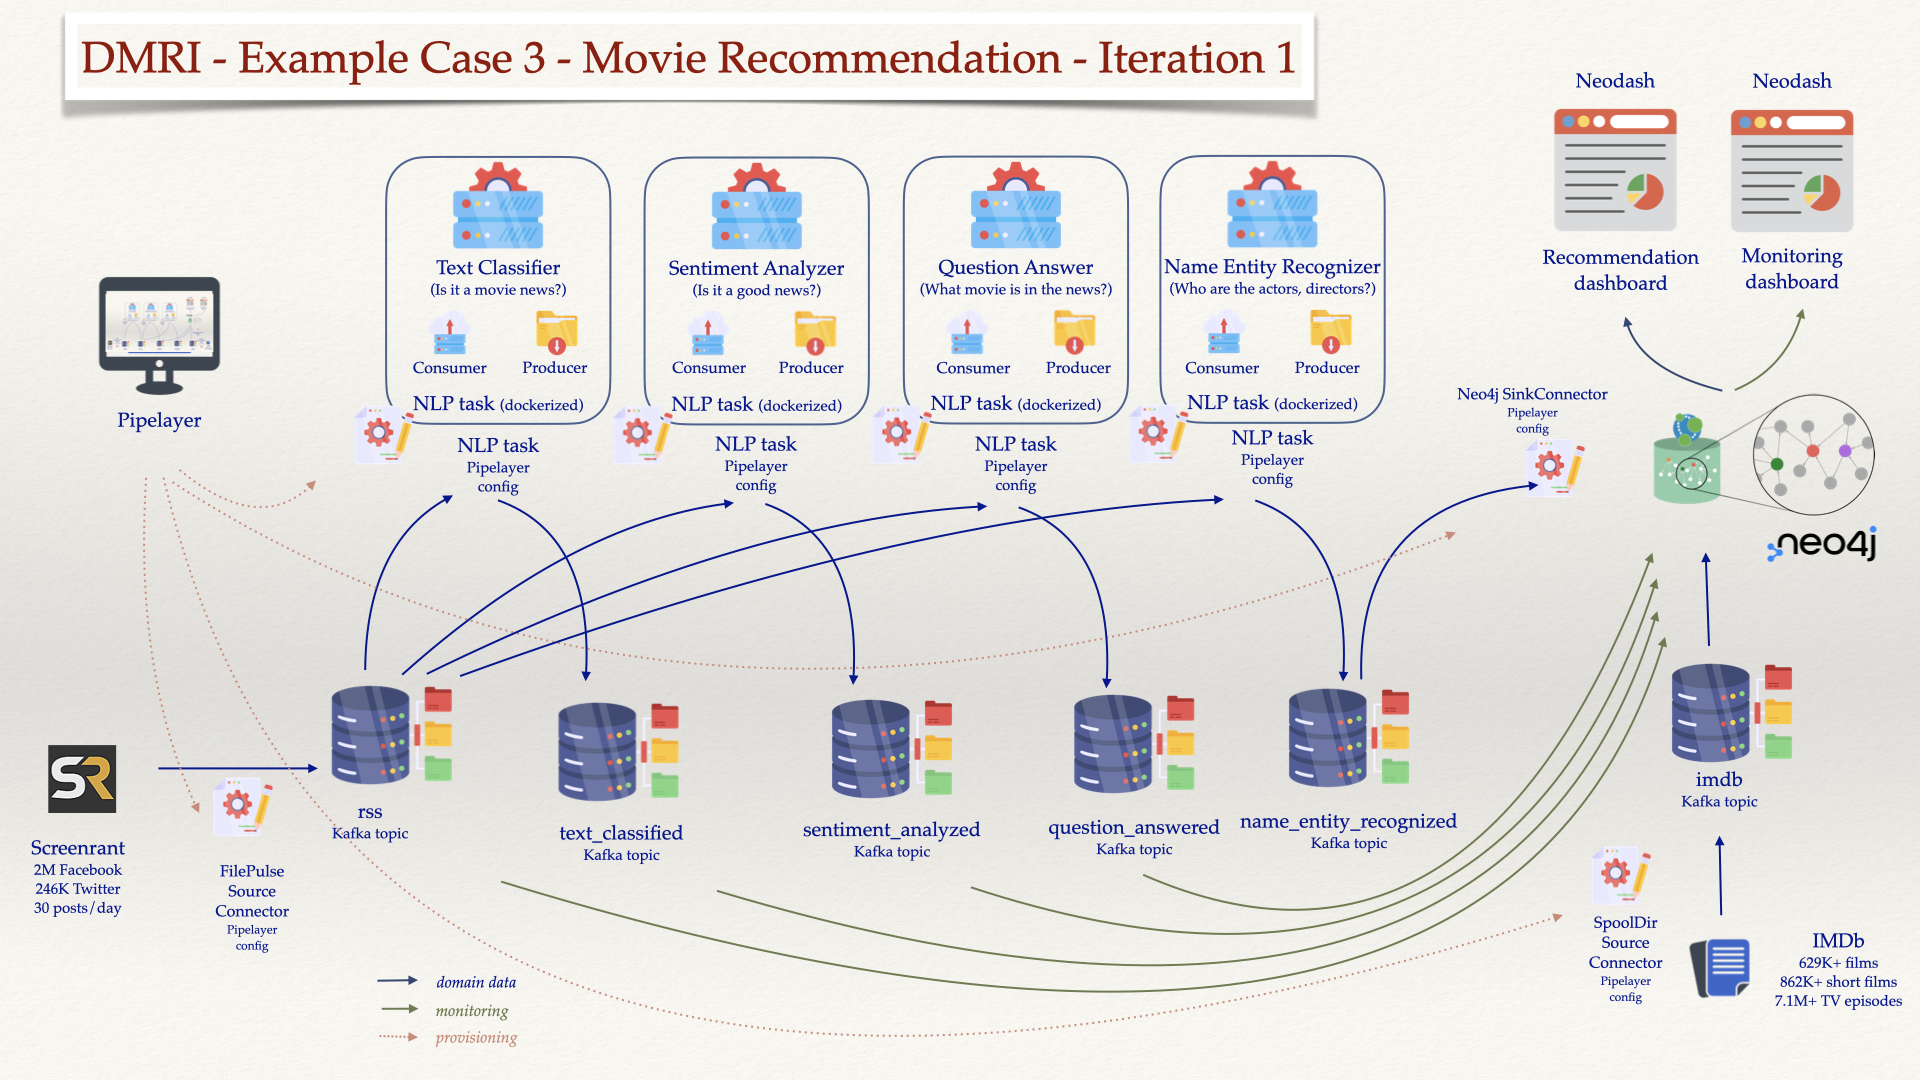 DMRI - Example Case 3 - Movie Recommendation - Iteration 1
Neodash
Neodash
Recommendation
dashboard
Monitoring
dashboard
Pipelayer
Text Classifier
(Is it a movie news?)
Consumer
Producer
NLP task (dockerized)
NLP task
Pipelayer
config
Sentiment Analyzer
(Is it a good news?)
Consumer
Producer
NLP task (dockerized)
NLP task
Pipelayer
config
Question Answer
(What movie is in the news?)
Consumer
Producer
NLP task (dockerized)
NLP task
Pipelayer
config
Name Entity Recognizer
(Who are the actors, directors?)
Consumer
Producer
NLP task (dockerized)
NLP task
Pipelayer
config
Neo4j SinkConnector
Pipelayer
config
neo4j
SR
Screenrant
2M Facebook
246K Twitter
30 posts/day
FilePulse
Source
Connector
Pipelayer
config
rss
Kafka topic
text_classified
Kafka topic
sentiment_analyzed
Kafka topic
question_answered
Kafka topic
name_entity_recognized
Kafka topic
imdb
Kafka topic
SpoolDir
Source
Connector
Pipelayer
config
IMDb
629K+ films
862K+ short films
7.1M+ TV episodes
domain data
monitoring
provisioning